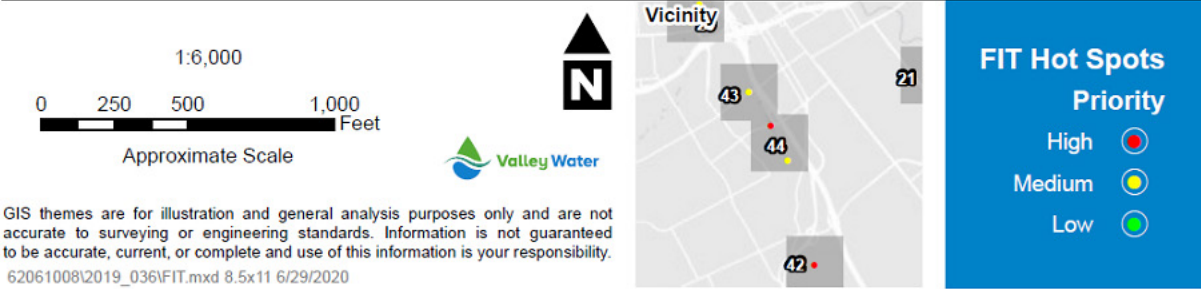 1:6,000
0 250 500 1,000
Feet
Approximate Scale
N
Valley Water
GIS themes are for illustration and general analysis purposes only and are not
accurate to surveying or engineering standards. Information is not guaranteed
to be accurate, current, or complete and use of this information is your responsibility.
62061008\2019_036\FIT.mxd 8.5x11 6/29/2020
Vicinity
21
43
44
42
FIT Hot Spots
Priority
High
Medium
Low